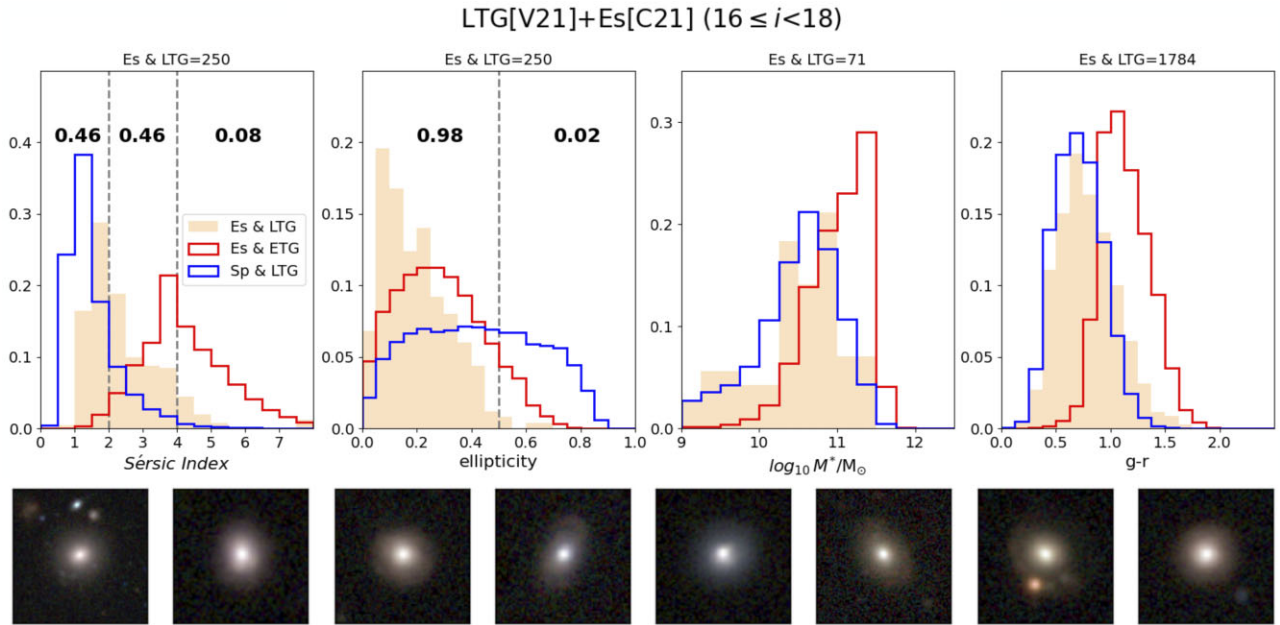 LTG[V21]+Es[C21] (16 ≤ i<18)
Es & LTG=250
0.46 0.46 0.08
0.4
0.3
0.2
0.1
0.0
Es & LTG
Es & ETG
Sp & LTG
0 1 2 3 4 5 6 7
Sérsic Index
Es & LTG=250
0.98 0.02
0.2
0.15
0.1
0.05
0.00
0.0 0.2 0.4 0.6 0.8 1.0
ellipticity
Es & LTG=71
0.3
0.2
0.1
0.0
9 10 11 12
log₁₀ M*/M⊙
Es & LTG=1784
0.2
0.15
0.1
0.05
0.00
0.0 0.5 1.0 1.5 2.0
g-r